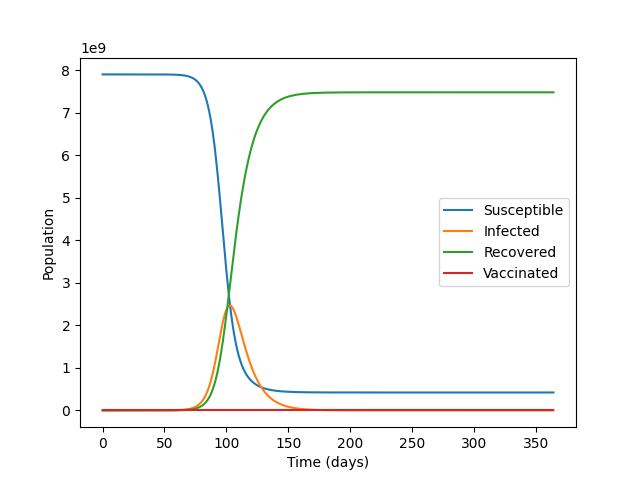 1e9
8
7
6
5
4
3
2
1
0
Population
Susceptible
Infected
Recovered
Vaccinated
0 50 100 150 200 250 300 350
Time (days)